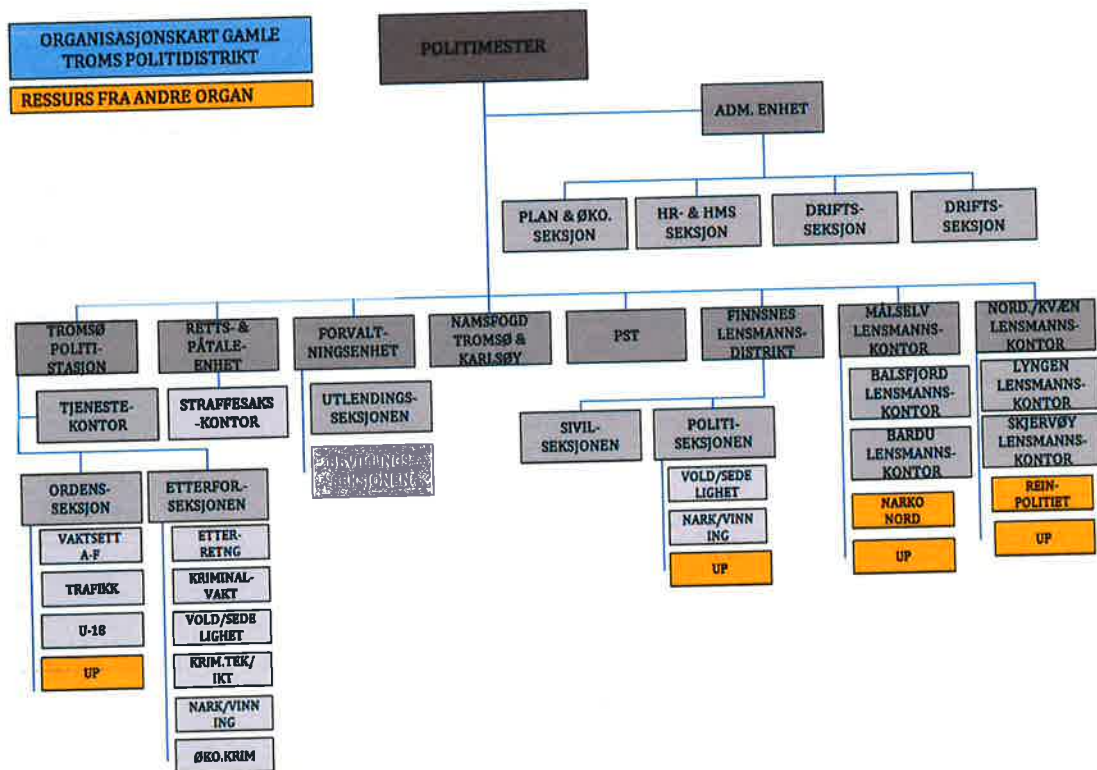 ORGANISASJONSKART GAMLE
TROMS POLITIDISTRIKT
RESSURS FRA ANDRE ORGAN
POLITIMESTER
ADM. ENHET
PLAN & ØKO.
SEKSJON
HR- & HMS
SEKSJON
DRIFTS-
SEKSJON
DRIFTS-
SEKSJON
TROMSØ
POLITI-
STASJON
RETTS- &
PÅTALE-
ENHET
FORVALT-
NINGSENHET
NAMSFOGD
TROMSØ &
KARLSØY
PST
FINNSNES
LENSMANNS-
DISTRIKT
MÅLSELV
LENSMANNS-
KONTOR
NORD./KVÆN
LENSMANNS-
KONTOR
TJENESTE-
KONTOR
STRAFFESAKS
-KONTOR
UTLENDINGS-
SEKSJONEN
BEVILGNGS-
SEKSJONEN
SIVIL-
SEKSJONEN
POLITI-
SEKSJONEN
BALSFJORD
LENSMANNS-
KONTOR
BARDU
LENSMANNS-
KONTOR
LYNGEN
LENSMANNS-
KONTOR
SKJERVØY
LENSMANNS-
KONTOR
ORDENS-
SEKSJON
VAKTSETT
A-F
TRAFIKK
U-18
UP
ETTERFOR-
SEKSJONEN
ETTER-
RETNG
KRIMINAL-
VAKT
VOLD/SEDE
LIGHET
KRIM.TEK/
IKT
NARK/VINN
ING
ØKO.KRIM
VOLD/SEDE
LIGHET
NARK/VINN
ING
UP
NARKO
NORD
UP
REIN-
POLITIET
UP